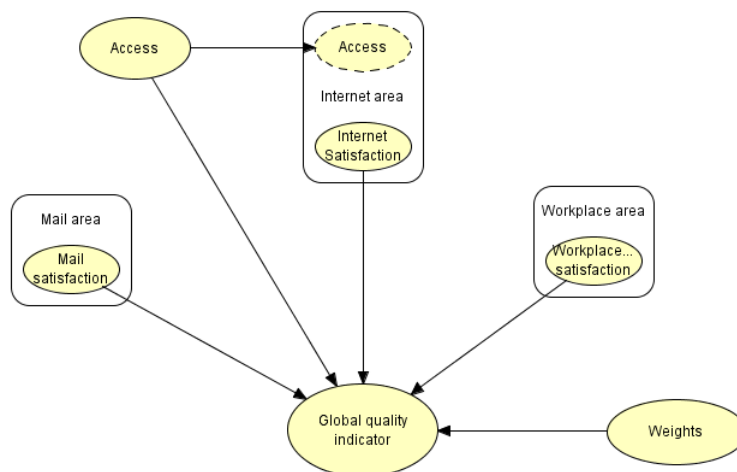 Access
Access
Internet area
Internet
Satisfaction
Mail area
Mail
satisfaction
Workplace area
Workplace...
satisfaction
Global quality
indicator
Weights